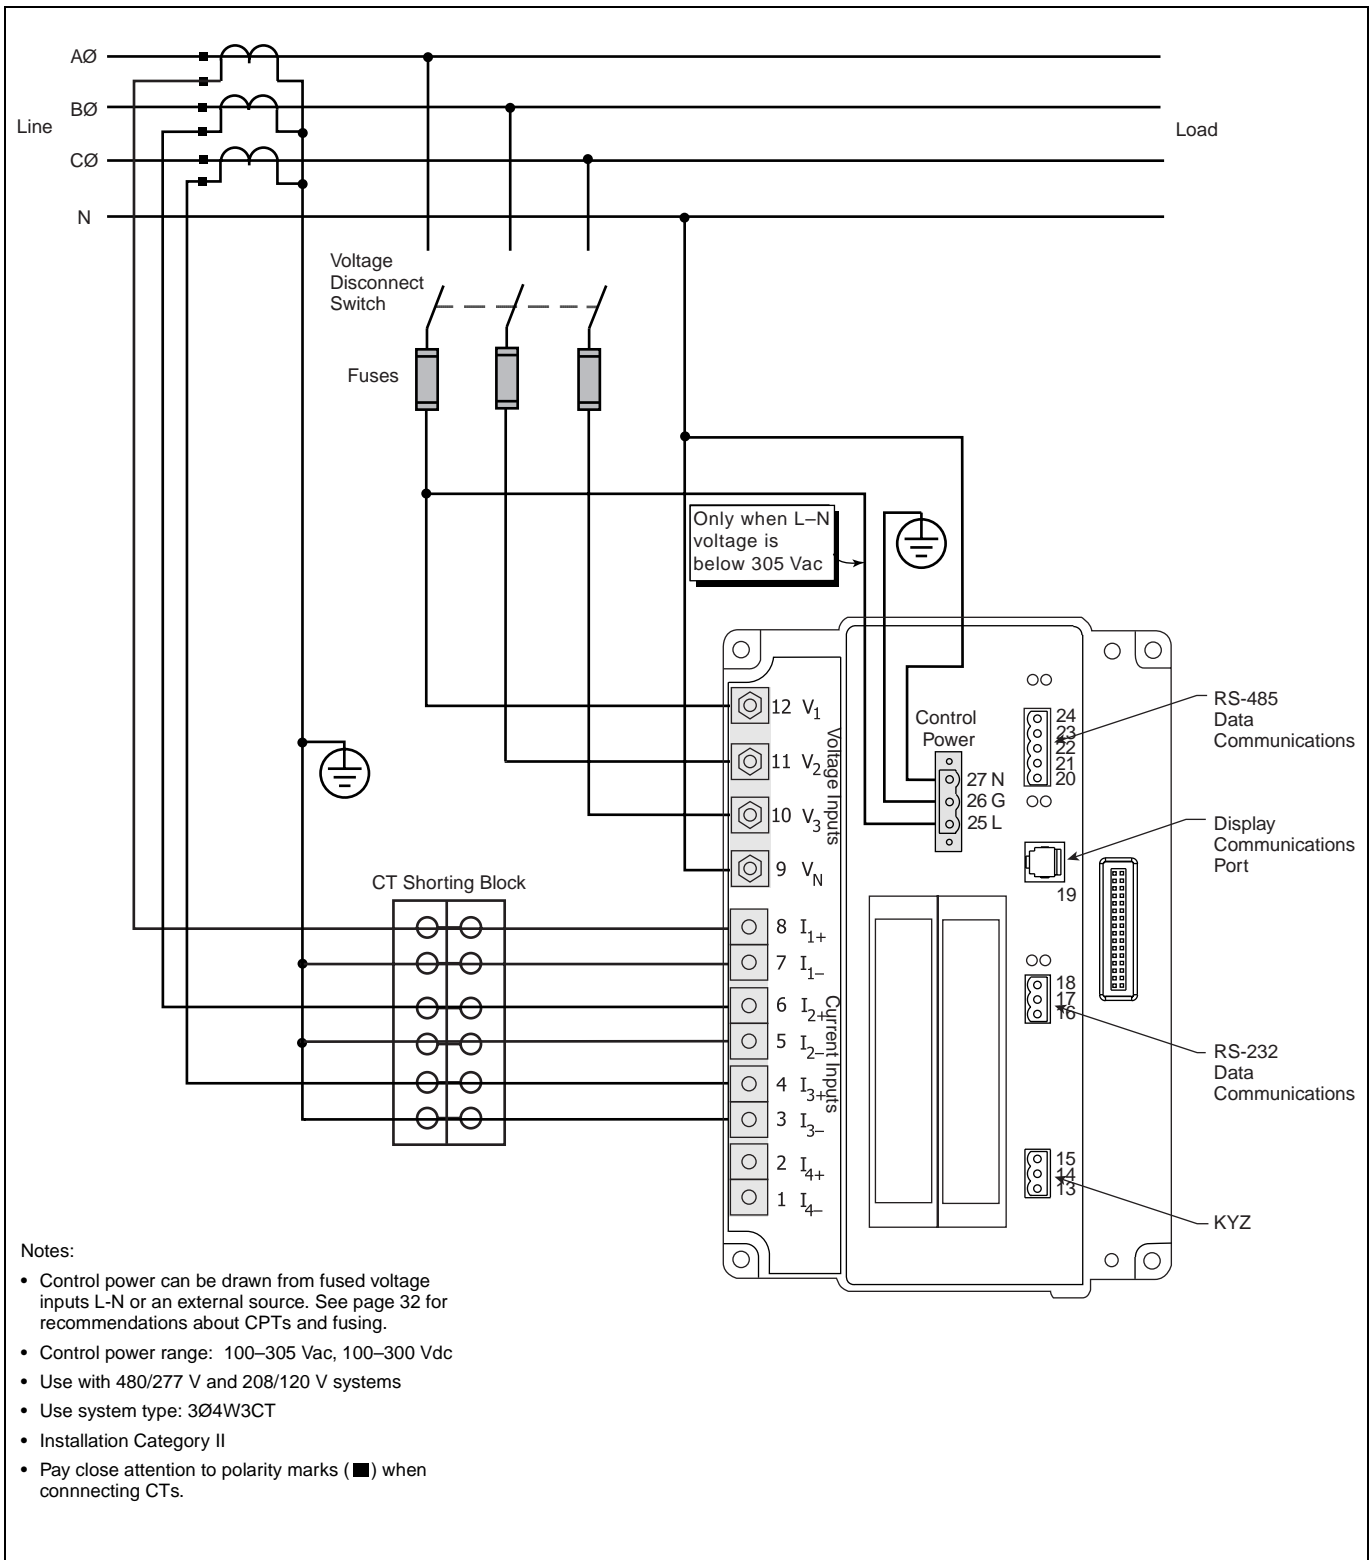 AØ
BØ
Line
CØ
N
Load
Voltage
Disconnect
Switch
Fuses
Only when L–N
voltage is
below 305 Vac
12 V1
11 V2
10 V3
9 VN
Voltage Inputs
Control
Power
27 N
26 G
25 L
24
23
22
21
20
RS-485
Data
Communications
Display
Communications
Port
19
CT Shorting Block
8 I1+
7 I1–
6 I2+
5 I2–
4 I3+
3 I3–
2 I4+
1 I4–
Current Inputs
18
17
16
RS-232
Data
Communications
15
14
13
KYZ
Notes:
• Control power can be drawn from fused voltage
inputs L-N or an external source. See page 32 for
recommendations about CPTs and fusing.
• Control power range: 100–305 Vac, 100–300 Vdc
• Use with 480/277 V and 208/120 V systems
• Use system type: 3Ø4W3CT
• Installation Category II
• Pay close attention to polarity marks (■) when
connnecting CTs.